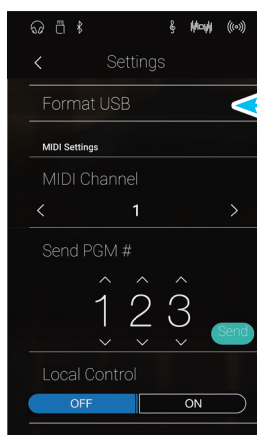 Settings
Format USB
MIDI Settings
MIDI Channel
1
Send PGM #
1 2 3
Send
Local Control
OFF ON